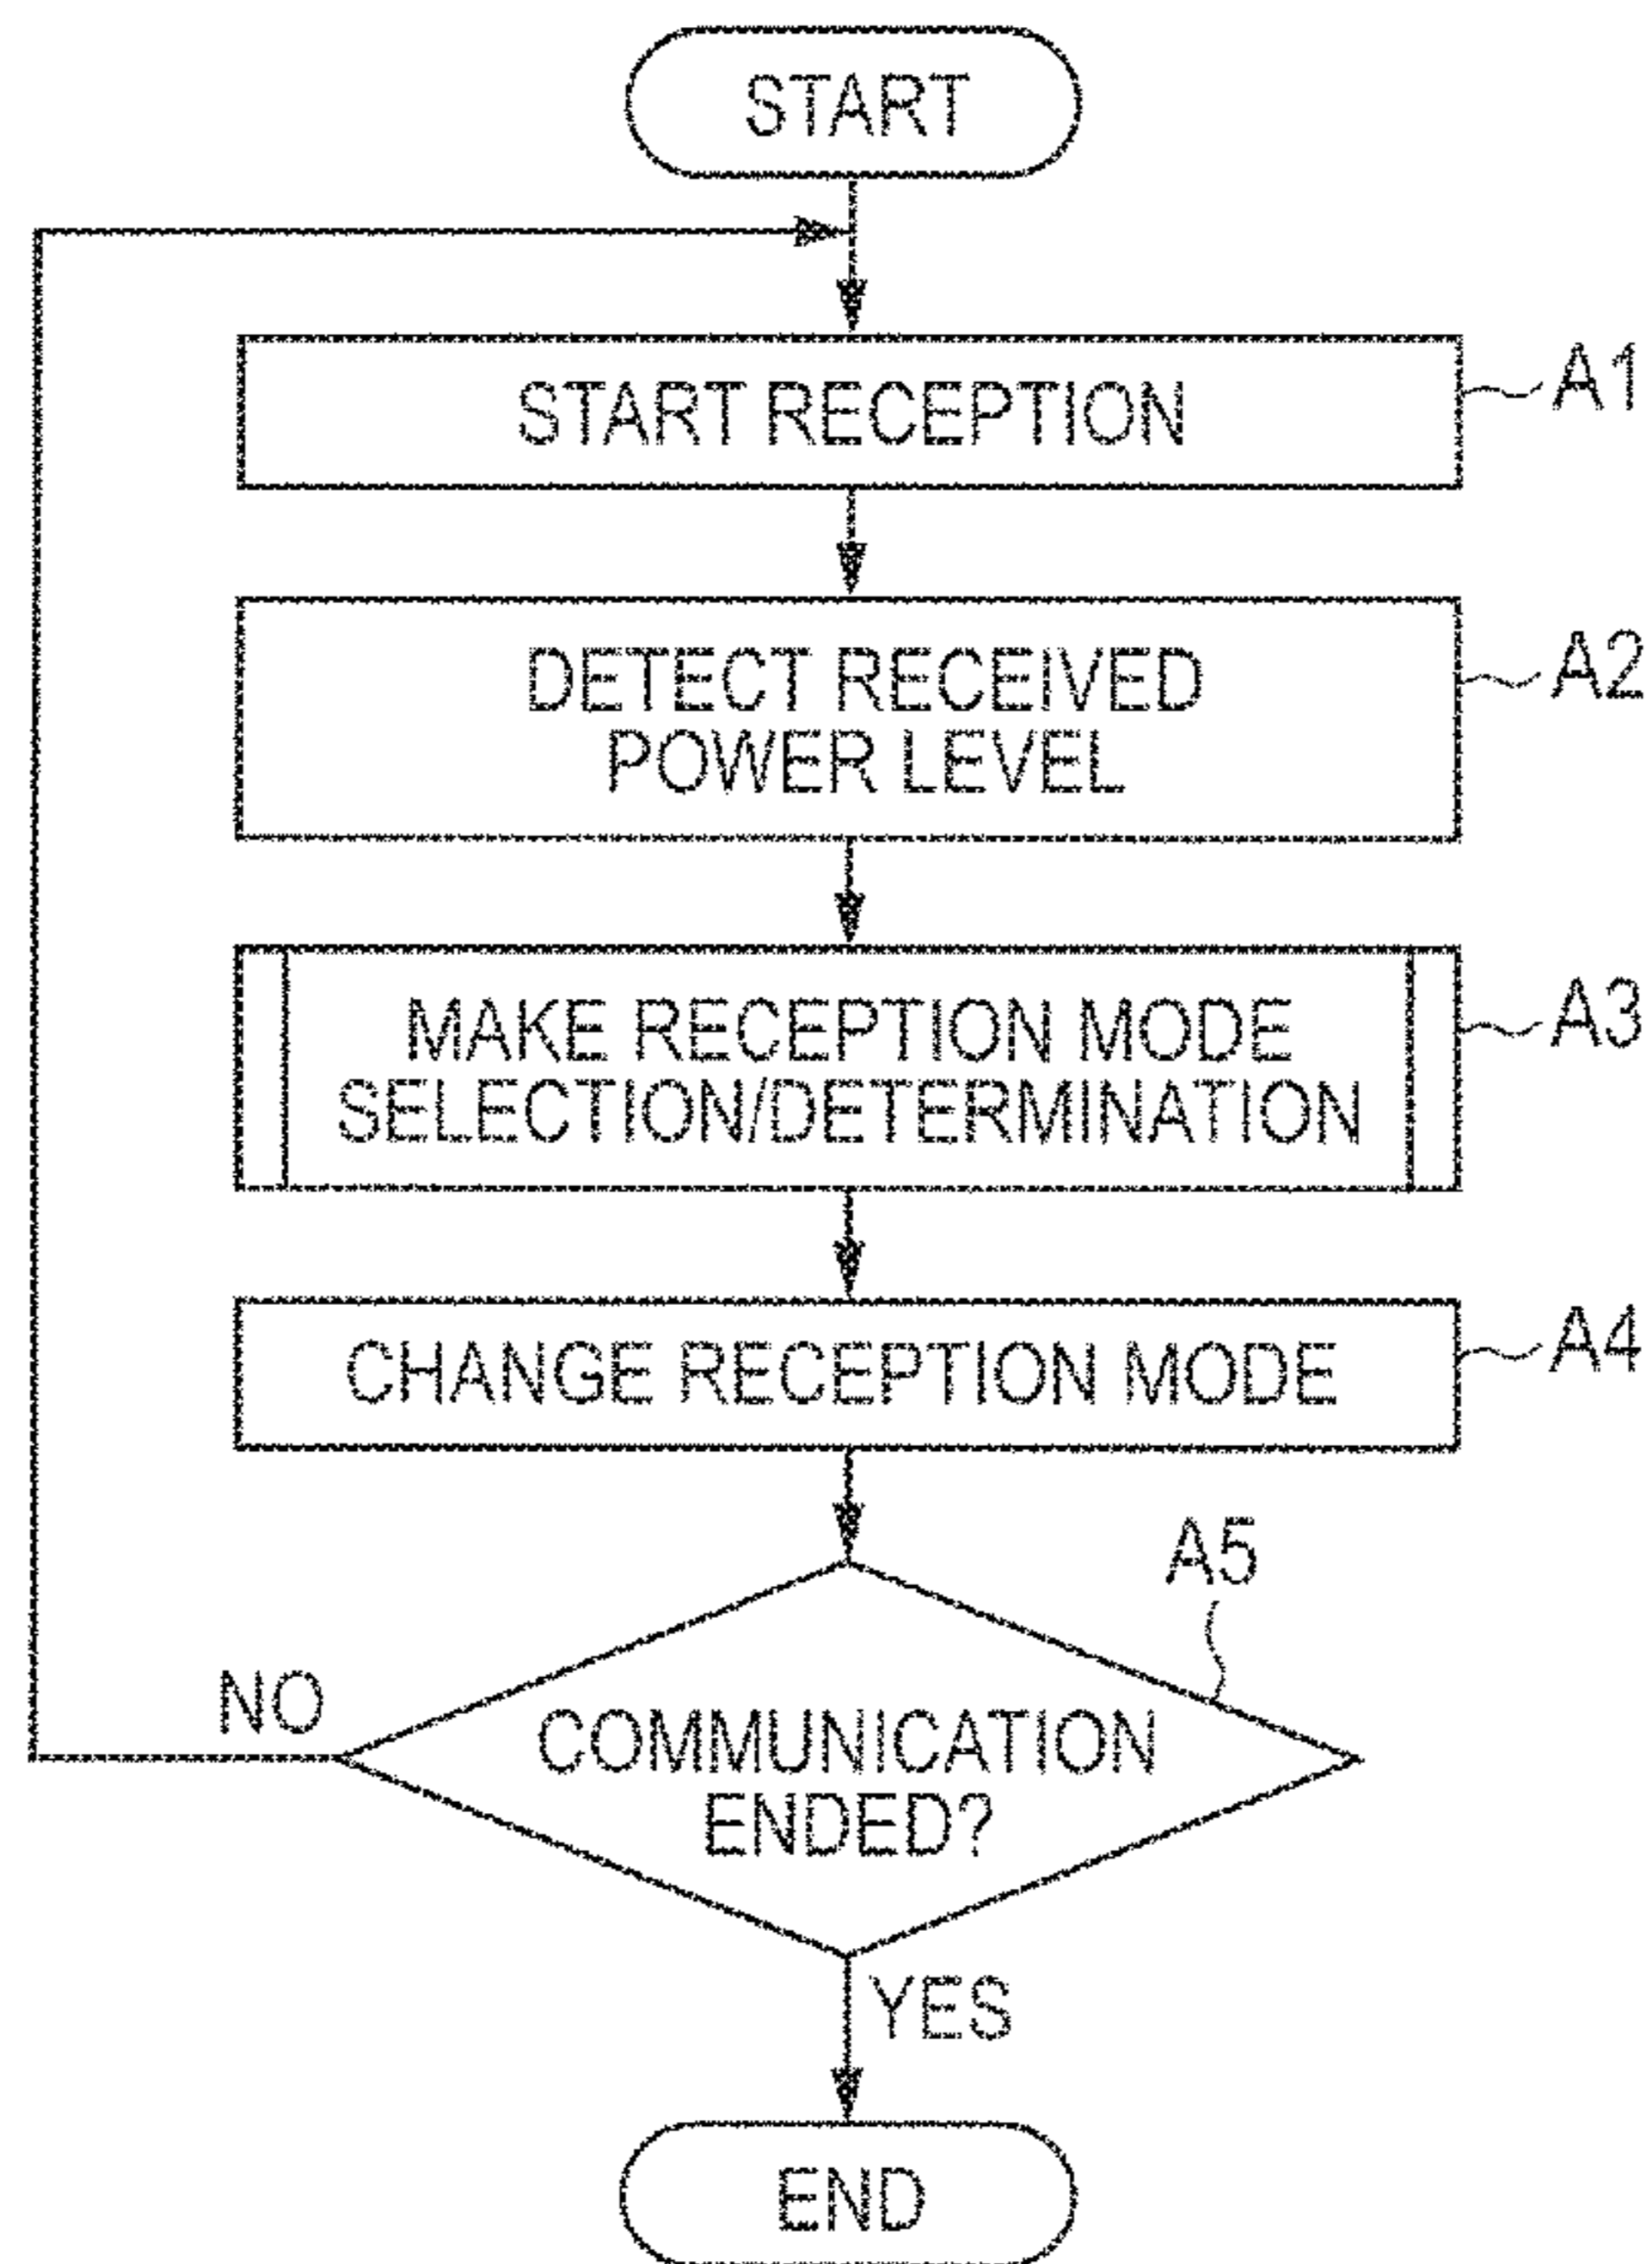 START
START RECEPTION
A1
DETECT RECEIVED
POWER LEVEL
A2
MAKE RECEPTION MODE
SELECTION/DETERMINATION
A3
CHANGE RECEPTION MODE
A4
A5
COMMUNICATION
ENDED?
NO
YES
END